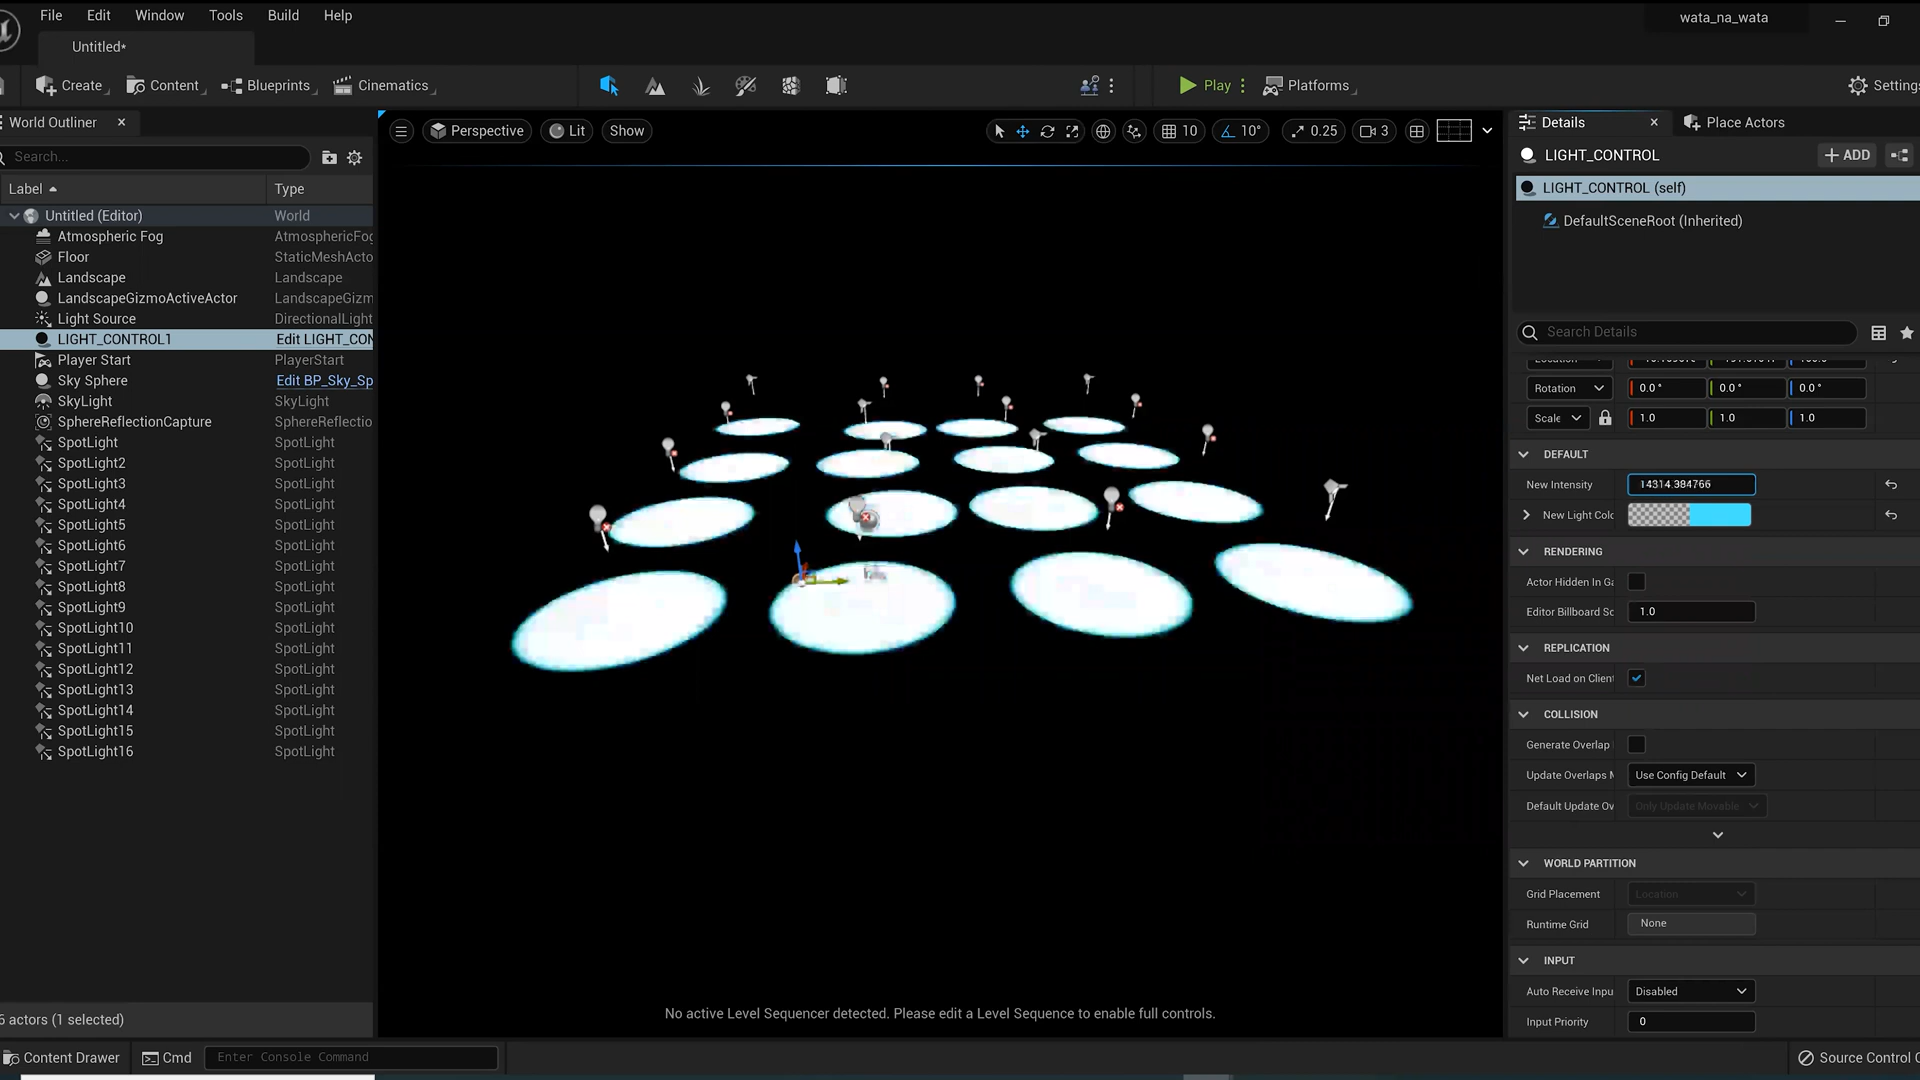 File Edit Window Tools Build Help
wata_na_wata
Untitled*
Create Content Blueprints Cinematics
Play Platforms
Settings
World Outliner
Perspective Lit Show
10 10° 0.25 3
Details Place Actors
Search...
LIGHT_CONTROL
ADD
Label Type
LIGHT_CONTROL (self)
Untitled (Editor) World
DefaultSceneRoot (Inherited)
Atmospheric Fog AtmosphericFog
Floor StaticMeshActo
Landscape Landscape
LandscapeGizmoActiveActor LandscapeGizm
Light Source DirectionalLight
LIGHT_CONTROL1 Edit LIGHT_CON
Player Start PlayerStart
Sky Sphere Edit BP_Sky_Sp
SkyLight SkyLight
SphereReflectionCapture SphereReflectio
SpotLight SpotLight
SpotLight2 SpotLight
SpotLight3 SpotLight
SpotLight4 SpotLight
SpotLight5 SpotLight
SpotLight6 SpotLight
SpotLight7 SpotLight
SpotLight8 SpotLight
SpotLight9 SpotLight
SpotLight10 SpotLight
SpotLight11 SpotLight
SpotLight12 SpotLight
SpotLight13 SpotLight
SpotLight14 SpotLight
SpotLight15 SpotLight
SpotLight16 SpotLight
Search Details
Rotation 0.0° 0.0° 0.0°
Scale 1.0 1.0 1.0
DEFAULT
New Intensity 14314.384766
New Light Colo
RENDERING
Actor Hidden In Ga
Editor Billboard Sc 1.0
REPLICATION
Net Load on Client
COLLISION
Generate Overlap
Update Overlaps M Use Config Default
Default Update Ov Only Update Movable
WORLD PARTITION
Grid Placement Location
Runtime Grid None
INPUT
Auto Receive Inpu Disabled
Input Priority 0
No active Level Sequencer detected. Please edit a Level Sequence to enable full controls.
6 actors (1 selected)
Content Drawer Cmd Enter Console Command
Source Control O